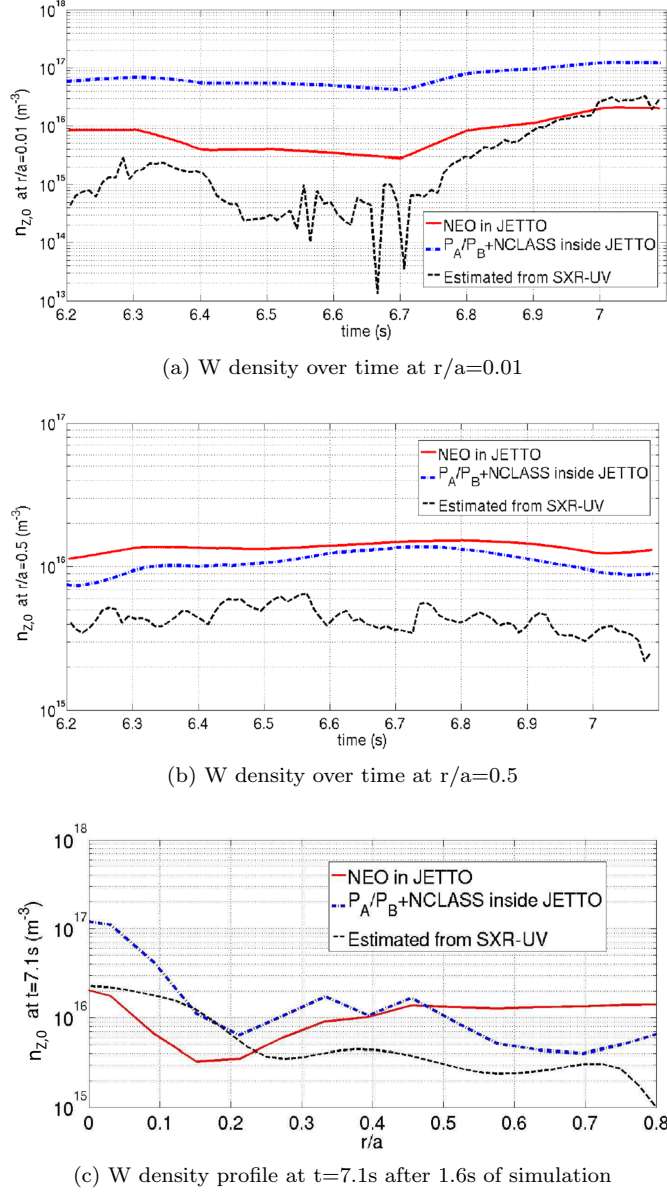 10^18
10^17
10^16
10^15
10^14
10^13
n_Z,0 at r/a=0.01 (m^-3)
NEO in JETTO
P_A/P_B+NCLASS inside JETTO
Estimated from SXR-UV
6.2 6.3 6.4 6.5 6.6 6.7 6.8 6.9 7
time (s)
(a) W density over time at r/a=0.01
10^17
10^16
10^15
n_Z,0 at r/a=0.5 (m^-3)
NEO in JETTO
P_A/P_B+NCLASS inside JETTO
Estimated from SXR-UV
6.2 6.3 6.4 6.5 6.6 6.7 6.8 6.9 7
time (s)
(b) W density over time at r/a=0.5
10^18
10^17
10^16
10^15
n_Z,0 at t=7.1s (m^-3)
NEO in JETTO
P_A/P_B+NCLASS inside JETTO
Estimated from SXR-UV
0 0.1 0.2 0.3 0.4 0.5 0.6 0.7 0.8
r/a
(c) W density profile at t=7.1s after 1.6s of simulation